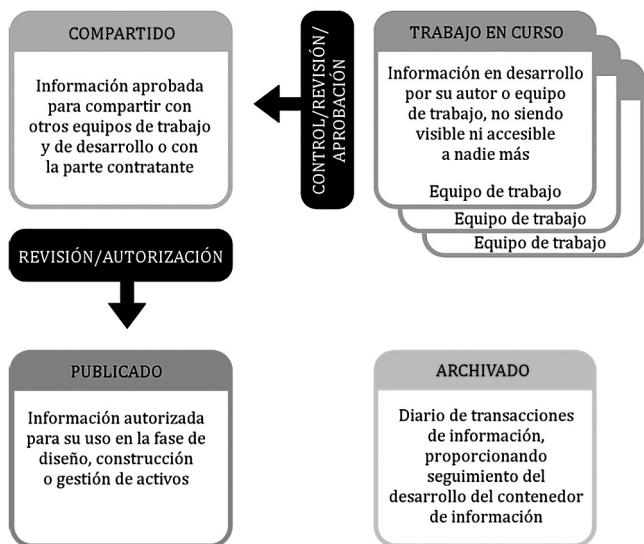 COMPARTIDO
Información aprobada
para compartir con
otros equipos de trabajo
y de desarrollo o con
la parte contratante
CONTROL/REVISIÓN/
APROBACIÓN
TRABAJO EN CURSO
Información en desarrollo
por su autor o equipo
de trabajo, no siendo
visible ni accesible
a nadie más
Equipo de trabajo
Equipo de trabajo
Equipo de trabajo
REVISIÓN/AUTORIZACIÓN
PUBLICADO
Información autorizada
para su uso en la fase de
diseño, construcción
o gestión de activos
ARCHIVADO
Diario de transacciones
de información,
proporcionando
seguimiento del
desarrollo del contenedor
de información